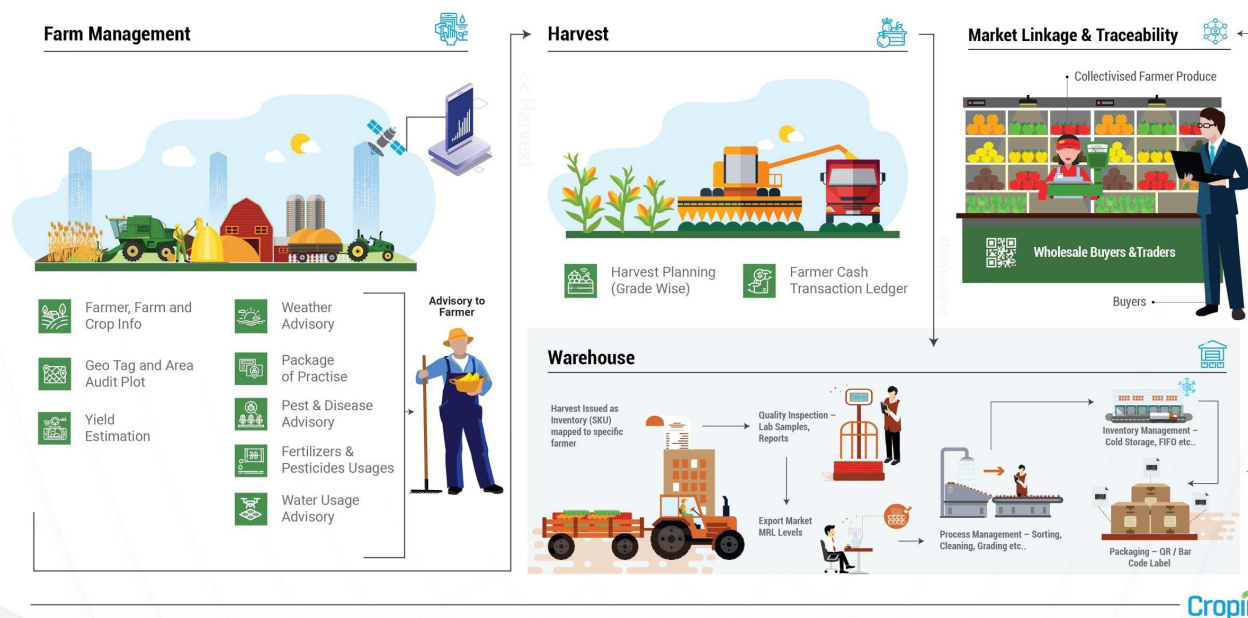 Farm Management
Farmer, Farm and
Crop Info
Geo Tag and Area
Audit Plot
Yield
Estimation
Weather
Advisory
Package
of Practise
Pest & Disease
Advisory
Fertilizers &
Pesticides Usages
Water Usage
Advisory
Advisory to
Farmer
<< Harvest
Harvest
Harvest Planning
(Grade Wise)
Farmer Cash
Transaction Ledger
Market Linkage & Traceability
Collectivised Farmer Produce
Wholesale Buyers &Traders
Buyers
Warehouse
Harvest Issued as
Inventory (SKU)
mapped to specific
farmer
Quality Inspection –
Lab Samples,
Reports
Export Market
MRL Levels
Process Management – Sorting,
Cleaning, Grading etc..
Inventory Management –
Cold Storage, FIFO etc..
Packaging – QR / Bar
Code Label